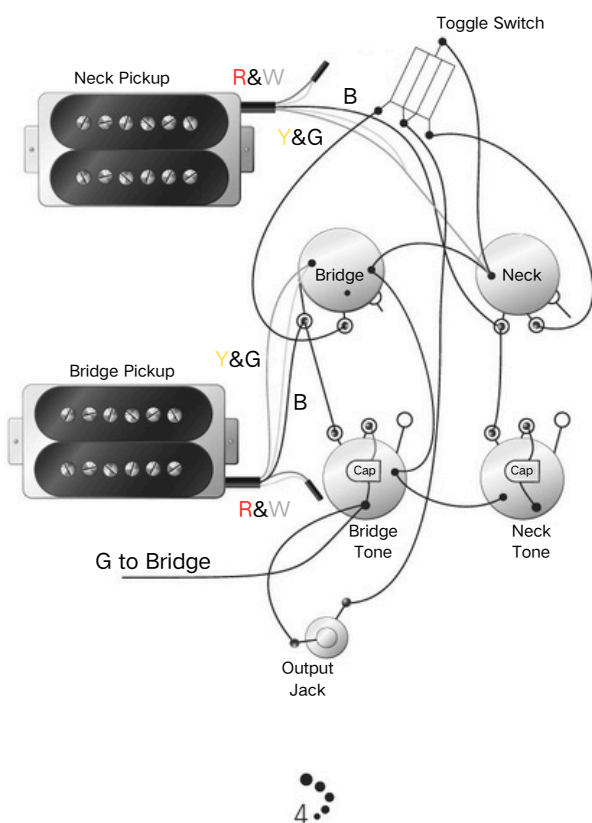 Toggle Switch
Neck Pickup
R&W
B
Y&G
Bridge
Neck
Y&G
Bridge Pickup
B
Cap
Cap
R&W
Bridge
Tone
Neck
Tone
G to Bridge
Output
Jack
4